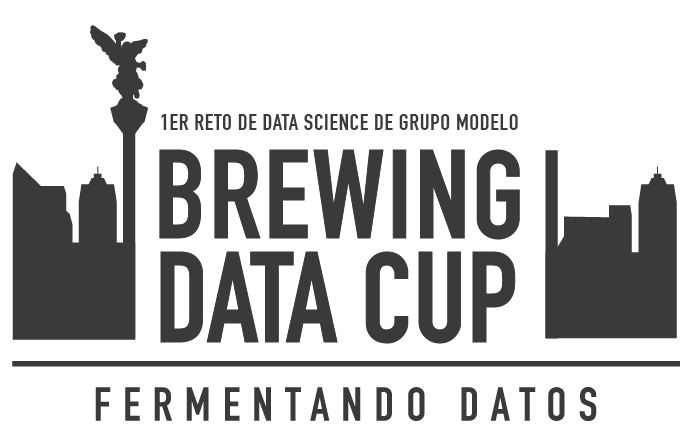 1ER RETO DE DATA SCIENCE DE GRUPO MODELO
BREWING
DATA CUP
FERMENTANDO DATOS